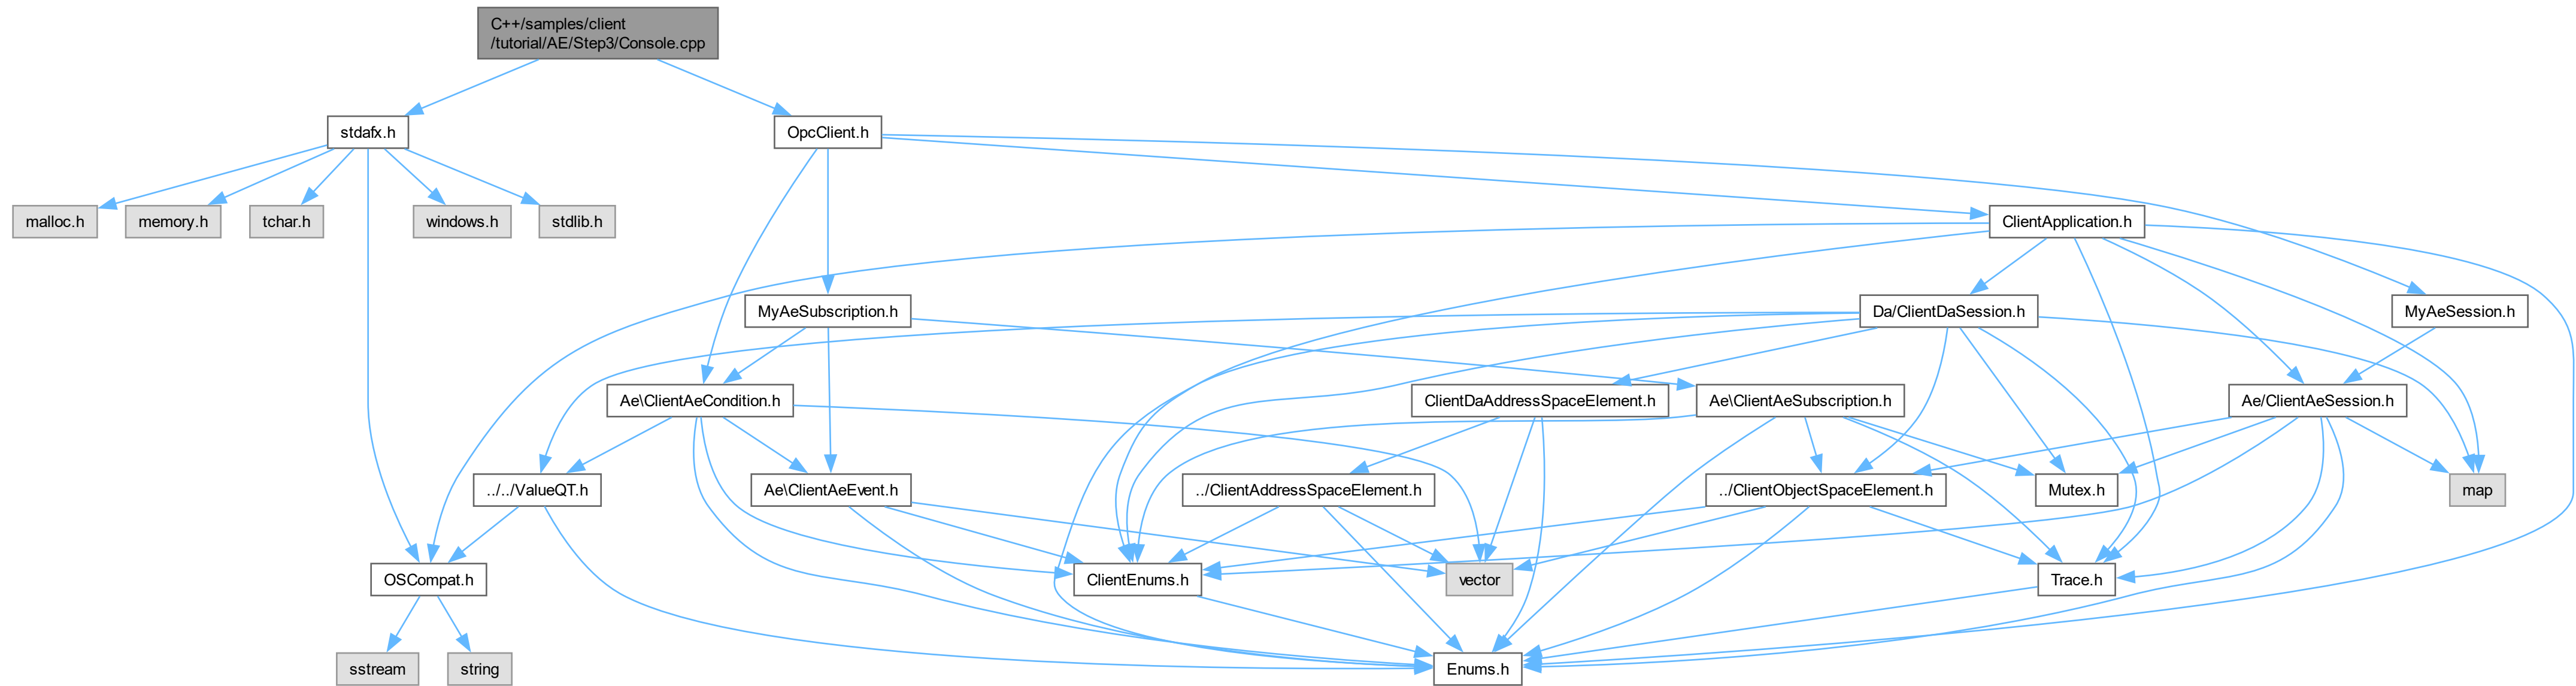 C++/samples/client
/tutorial/AE/Step3/Console.cpp
stdafx.h
OpcClient.h
malloc.h
memory.h
tchar.h
windows.h
stdlib.h
ClientApplication.h
MyAeSubscription.h
Da/ClientDaSession.h
MyAeSession.h
Ae\ClientAeCondition.h
ClientDaAddressSpaceElement.h
Ae\ClientAeSubscription.h
Ae/ClientAeSession.h
../../ValueQT.h
Ae\ClientAeEvent.h
../ClientAddressSpaceElement.h
../ClientObjectSpaceElement.h
Mutex.h
map
OSCompat.h
ClientEnums.h
vector
Trace.h
sstream
string
Enums.h